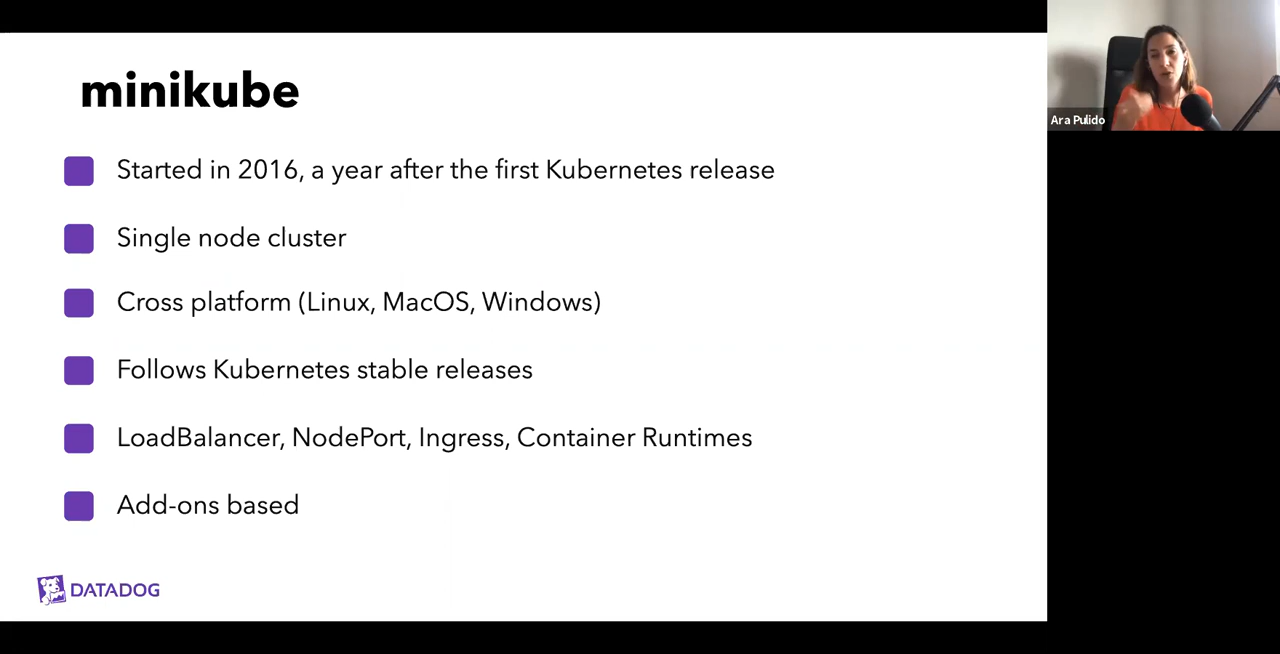 minikube
Started in 2016, a year after the first Kubernetes release
Single node cluster
Cross platform (Linux, MacOS, Windows)
Follows Kubernetes stable releases
LoadBalancer, NodePort, Ingress, Container Runtimes
Add-ons based
DATADOG
Ara Pulido